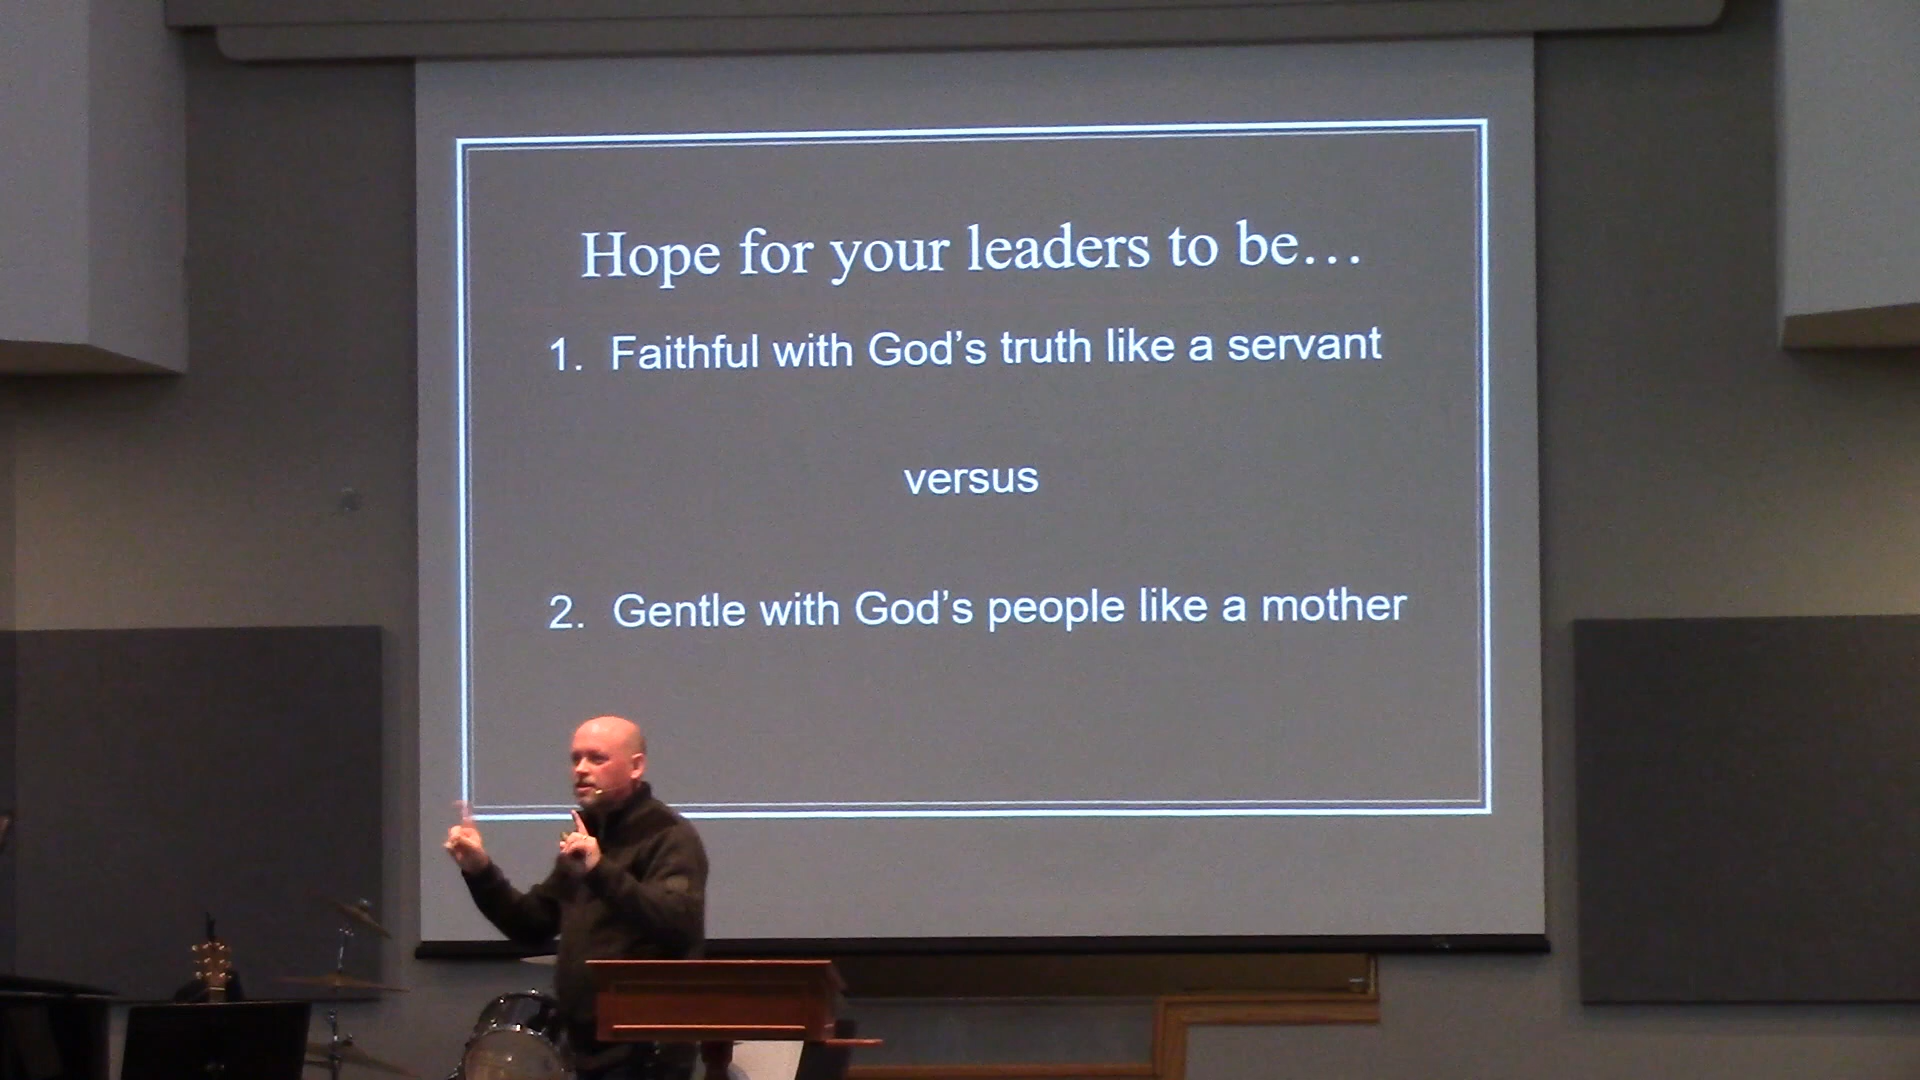 Hope for your leaders to be…
1. Faithful with God’s truth like a servant
versus
2. Gentle with God’s people like a mother